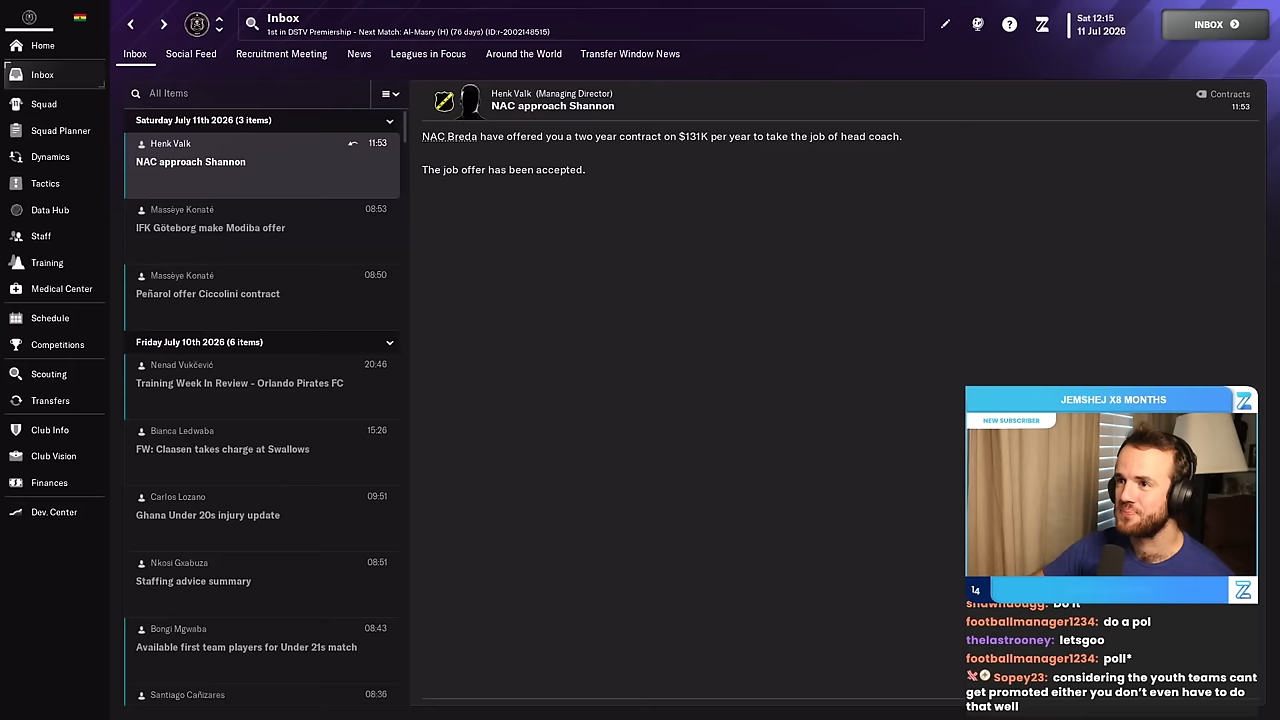 Inbox
1st in DSTV Premiership - Next Match: Al-Masry (H) (76 days) (ID:r-2002148515)
Sat 12:15
11 Jul 2026
INBOX
Inbox
Social Feed
Recruitment Meeting
News
Leagues in Focus
Around the World
Transfer Window News
Home
Inbox
Squad
Squad Planner
Dynamics
Tactics
Data Hub
Staff
Training
Medical Center
Schedule
Competitions
Scouting
Transfers
Club Info
Club Vision
Finances
Dev. Center
All Items
Saturday July 11th 2026 (3 items)
Henk Valk 11:53
NAC approach Shannon
Massèye Konaté 08:53
IFK Göteborg make Modiba offer
Massèye Konaté 08:50
Peñarol offer Ciccolini contract
Friday July 10th 2026 (6 items)
Nenad Vukčević 20:46
Training Week In Review - Orlando Pirates FC
Bianca Ledwaba 15:26
FW: Claasen takes charge at Swallows
Carlos Lozano 09:51
Ghana Under 20s injury update
Nkosi Gxabuza 08:51
Staffing advice summary
Bongi Mgwaba 08:43
Available first team players for Under 21s match
Santiago Cañizares 08:36
Henk Valk (Managing Director)
NAC approach Shannon
Contracts
11:53
NAC Breda have offered you a two year contract on $131K per year to take the job of head coach.
The job offer has been accepted.
JEMSHEJ X8 MONTHS
NEW SUBSCRIBER
14
shawndougg: Do it
footballmanager1234: do a pol
thelastrooney: letsgoo
footballmanager1234: poll*
Sopey23: considering the youth teams cant
get promoted either you don't even have to do
that well